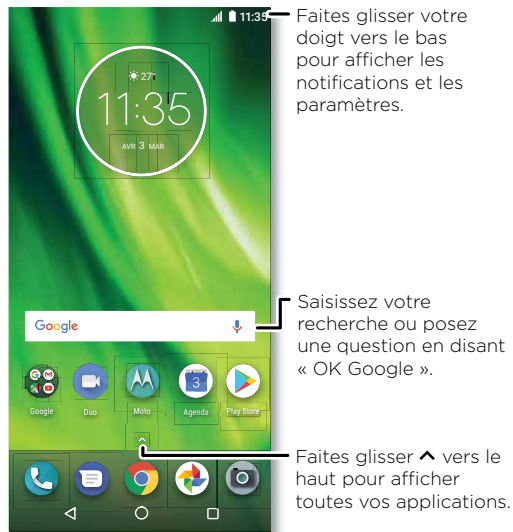 11:35
Faites glisser votre
doigt vers le bas
pour afficher les
notifications et les
paramètres.
27°
11:35
AVR 3 MAR
Google
Saisissez votre
recherche ou posez
une question en disant
« OK Google ».
3
Google Duo Moto Agenda Play Store
Faites glisser ^ vers le
haut pour afficher
toutes vos applications.